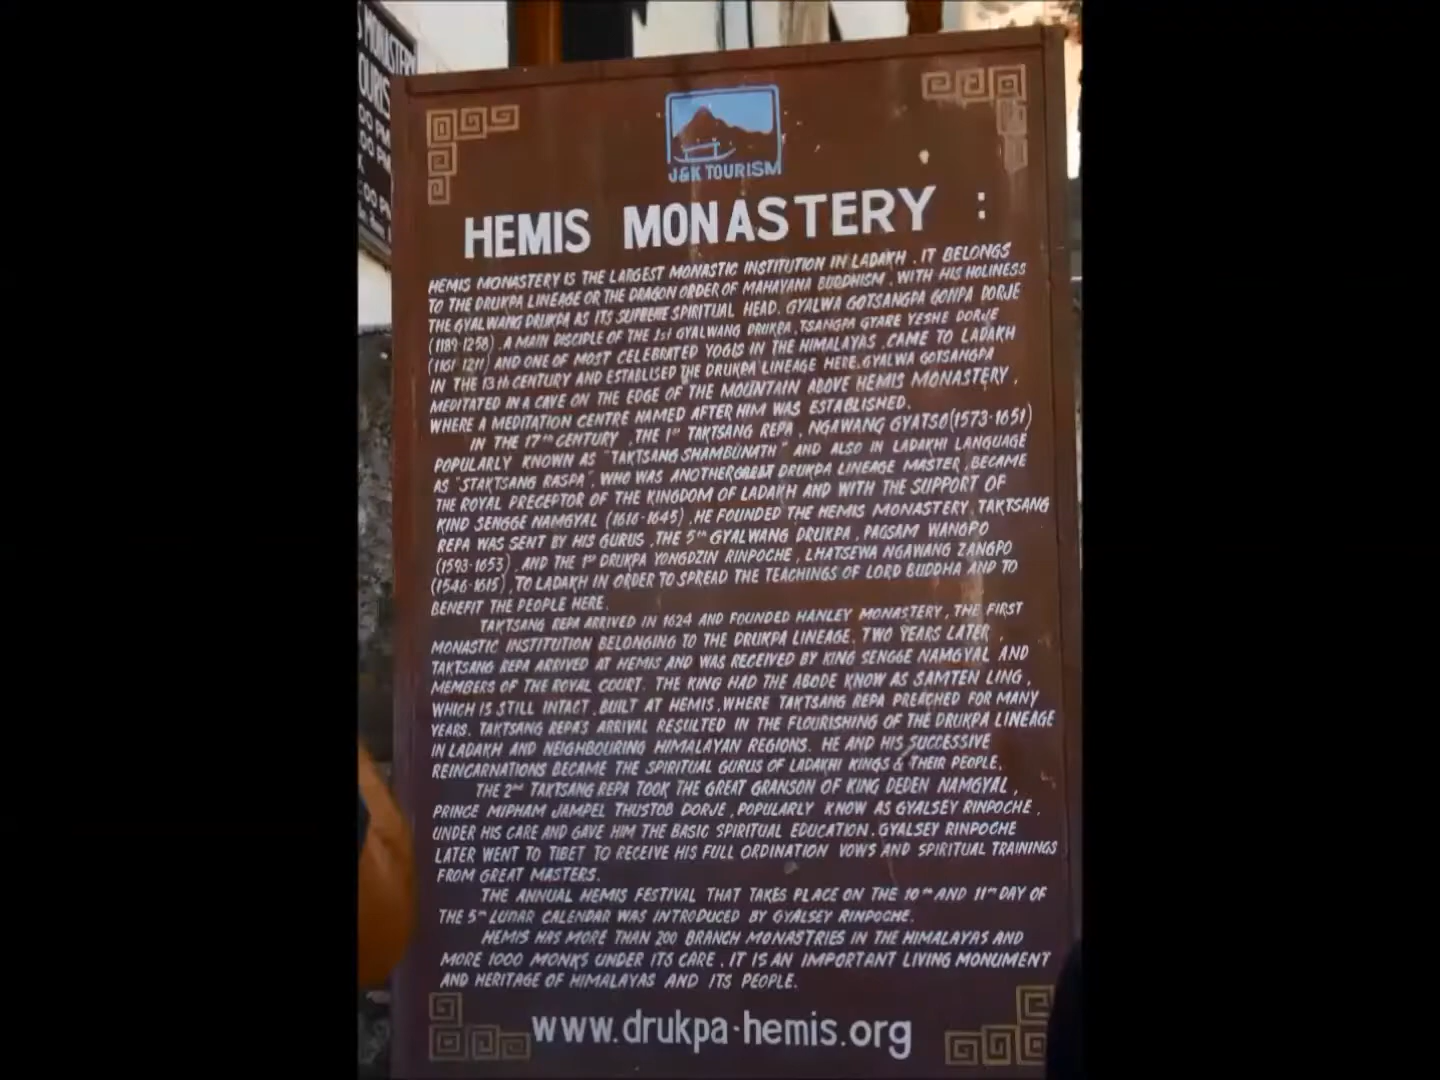 S MONASTERY
OURIS
:00 PM
:00 PM
:00 P
J&K TOURISM
HEMIS MONASTERY :
HEMIS MONASTERY IS THE LARGEST MONASTIC INSTITUTION IN LADAKH . IT BELONGS
TO THE DRUKPA LINEAGE OR THE DRAGON ORDER OF MAHAYANA BUDDHISM , WITH HIS HOLINESS
THE GYALWANG DRUKPA AS ITS SUPREME SPIRITUAL HEAD. GYALWA GOTSANGPA GONPA DORJE
(1189-1258) , A MAIN DISCIPLE OF THE 1st GYALWANG DRUKPA, TSANGPA GYARE YESHE DORJE
(1161-1211) AND ONE OF MOST CELEBRATED YOGIS IN THE HIMALAYAS , CAME TO LADAKH
IN THE 13th CENTURY AND ESTABLISED THE DRUKPA LINEAGE HERE. GYALWA GOTSANGPA
MEDITATED IN A CAVE ON THE EDGE OF THE MOUNTAIN ABOVE HEMIS MONASTERY ,
WHERE A MEDITATION CENTRE HAMED AFTER HIM WAS ESTABLISHED.
IN THE 17th CENTURY , THE 1st TAKTSANG REPA , NGAWANG GYATSO (1573-1651)
POPULARLY KNOWN AS "TAKTSANG SHAMBUNATH" AND ALSO IN LADAKHI LANGUAGE
AS "STAKTSANG RASPA", WHO WAS ANOTHER GREAT DRUKPA LINEAGE MASTER , BECAME
THE ROYAL PRECEPTOR OF THE KINGDOM OF LADAKH AND WITH THE SUPPORT OF
KIND SENGGE NAMGYAL (1616-1645) , HE FOUNDED THE HEMIS MONASTERY. TAKTSANG
REPA WAS SENT BY HIS GURUS , THE 5th GYALWANG DRUKPA , PAGSAM WANGPO
(1593-1653) , AND THE 1st DRUKPA YONGDZIN RINPOCHE , LHATSEWA NGAWANG ZANGPO
(1546-1615) , TO LADAKH IN ORDER TO SPREAD THE TEACHINGS OF LORD BUDDHA AND TO
BENEFIT THE PEOPLE HERE.
TAKTSANG REPA ARRIVED IN 1624 AND FOUNDED HANLEY MONASTERY , THE FIRST
MONASTIC INSTITUTION BELONGING TO THE DRUKPA LINEAGE. TWO YEARS LATER ,
TAKTSANG REPA ARRIVED AT HEMIS AND WAS RECEIVED BY KING SENGGE NAMGYAL AND
MEMBERS OF THE ROYAL COURT. THE KING HAD THE ABODE KNOW AS SAMTEN LING ,
WHICH IS STILL INTACT , BUILT AT HEMIS , WHERE TAKTSANG REPA PREACHED FOR MANY
YEARS. TAKTSANG REPA'S ARRIVAL RESULTED IN THE FLOURISHING OF THE DRUKPA LINEAGE
IN LADAKH AND NEIGHBOURING HIMALAYAN REGIONS. HE AND HIS SUCCESSIVE
REINCARNATIONS BECAME THE SPIRITUAL GURUS OF LADAKHI KINGS & THEIR PEOPLE.
THE 2nd TAKTSANG REPA TOOK THE GREAT GRANSON OF KING DEDEN NAMGYAL ,
PRINCE MIPHAM JAMPEL THUSTOB DORJE , POPULARLY KNOW AS GYALSEY RINPOCHE ,
UNDER HIS CARE AND GAVE HIM THE BASIC SPIRITUAL EDUCATION. GYALSEY RINPOCHE
LATER WENT TO TIBET TO RECEIVE HIS FULL ORDINATION VOWS AND SPIRITUAL TRAININGS
FROM GREAT MASTERS.
THE ANNUAL HEMIS FESTIVAL THAT TAKES PLACE ON THE 10th AND 11th DAY OF
THE 5th LUNAR CALENDAR WAS INTRODUCED BY GYALSEY RINPOCHE.
HEMIS HAS MORE THAN 200 BRANCH MONASTRIES IN THE HIMALAYAS AND
MORE 1000 MONKS UNDER ITS CARE . IT IS AN IMPORTANT LIVING MONUMENT
AND HERITAGE OF HIMALAYAS AND ITS PEOPLE.
www.drukpa-hemis.org